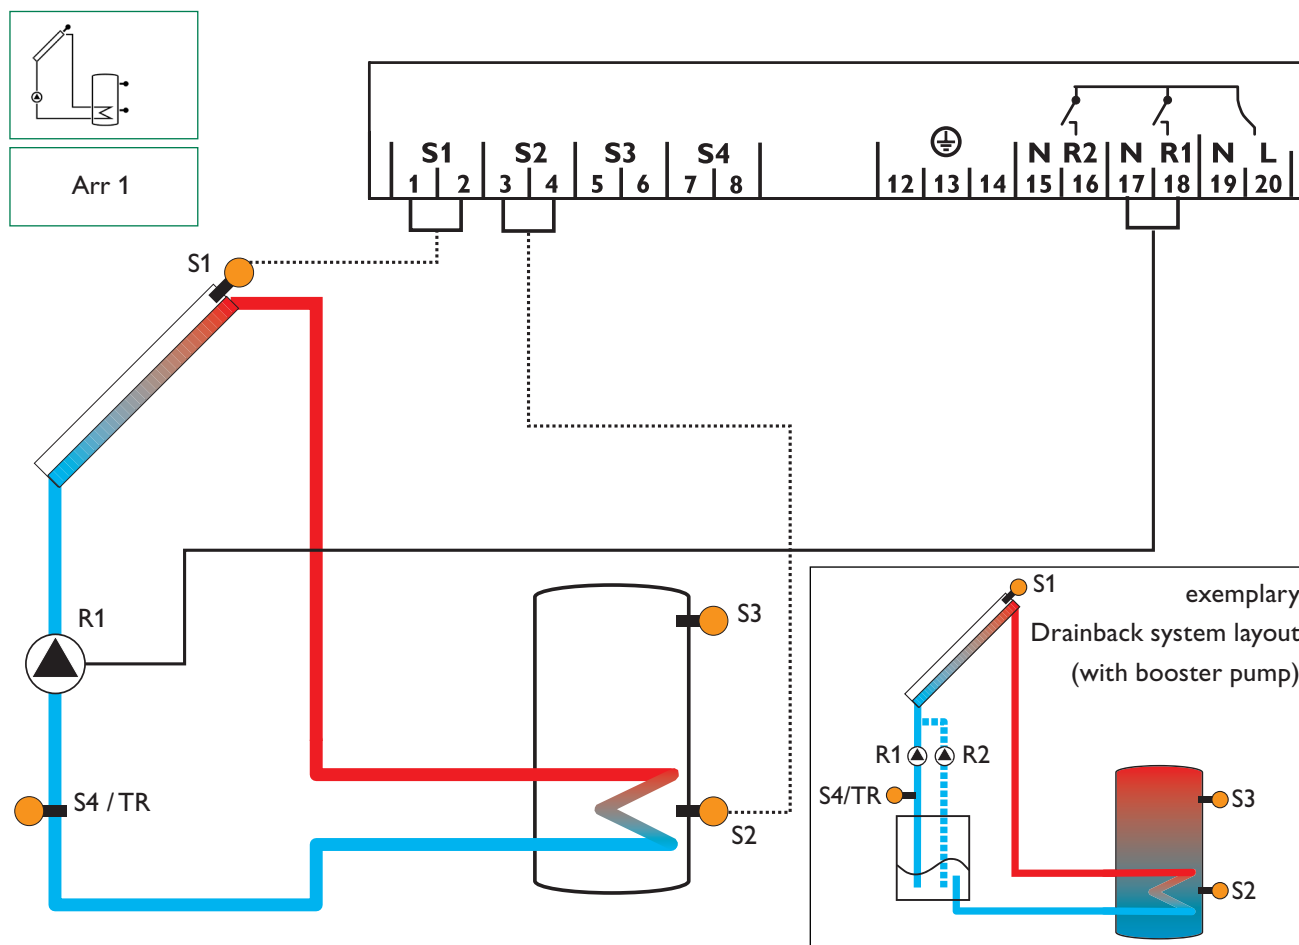 Arr 1
S1 S2 S3 S4 N R2 N R1 N L
1 2 3 4 5 6 7 8 12 13 14 15 16 17 18 19 20
S1
R1
S4 / TR
S3
S2
S1
exemplary
Drainback system layout
(with booster pump)
R1 R2
S4/TR
S3
S2